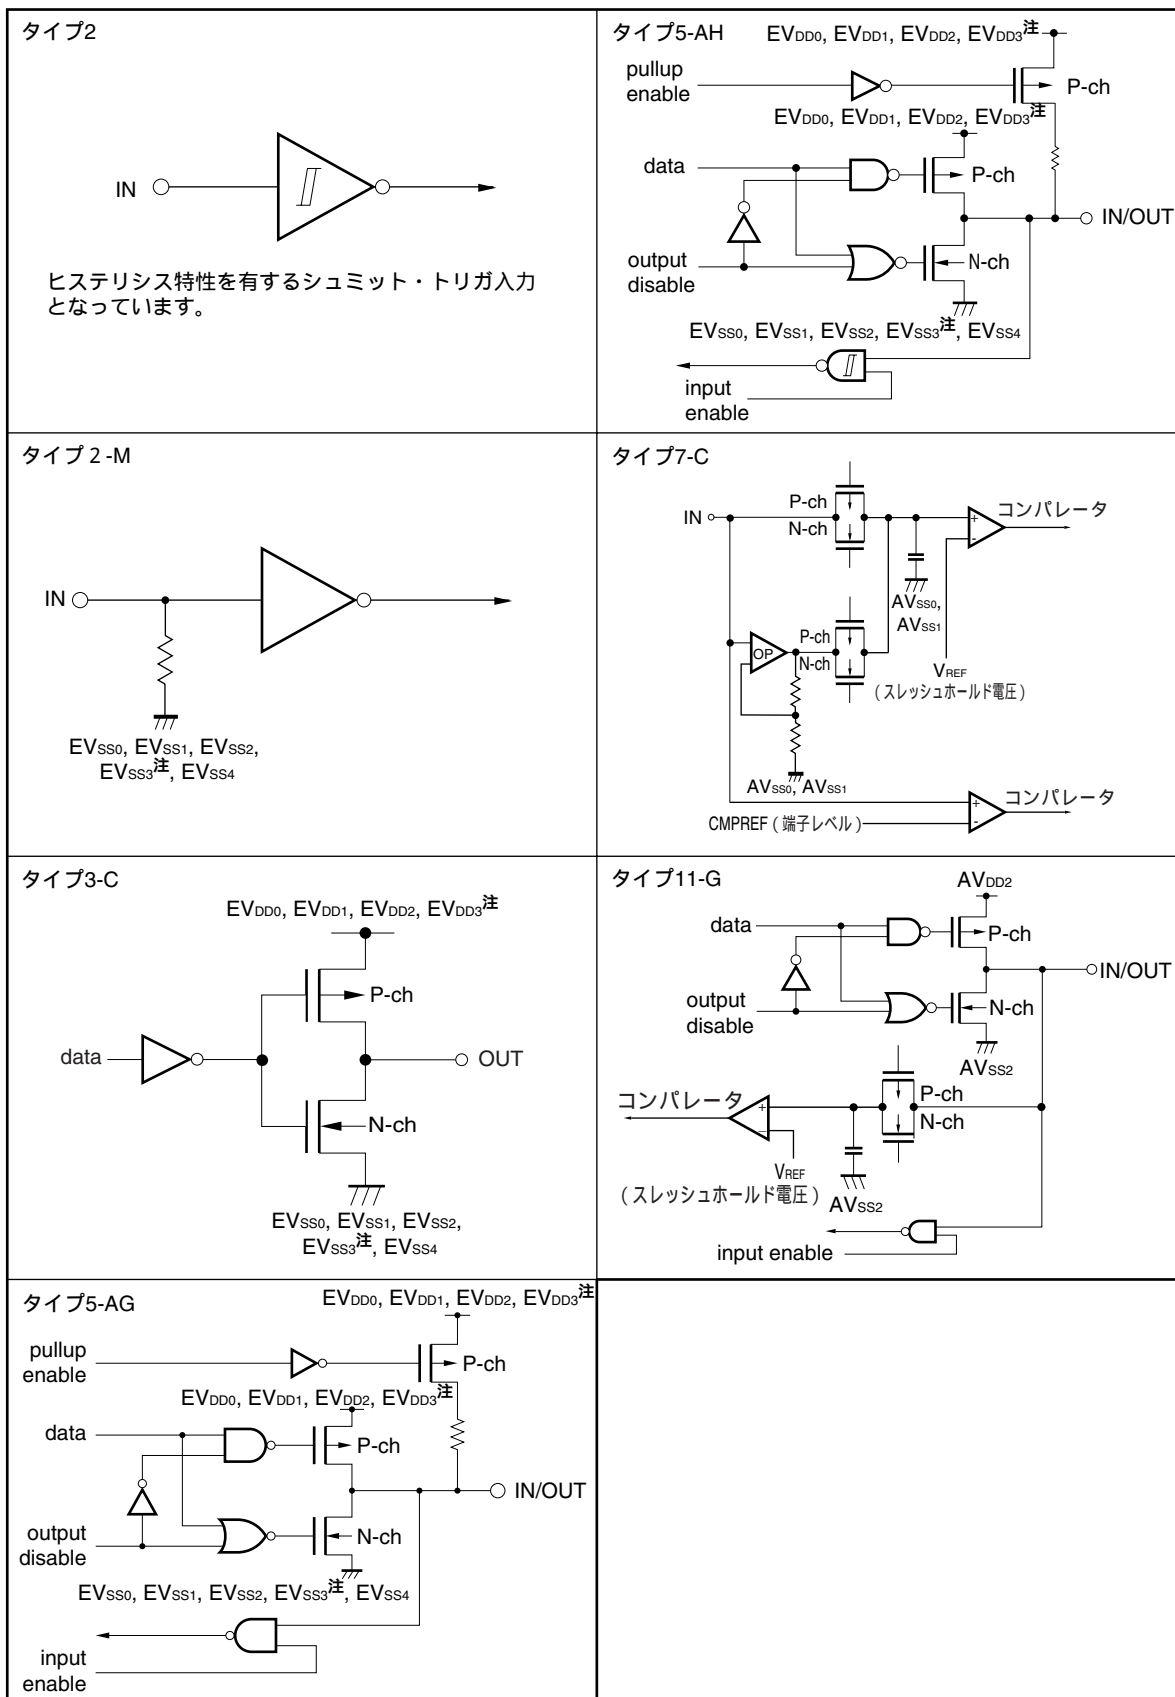 タイプ2
IN
ヒステリシス特性を有するシュミット・トリガ入力
となっています。
タイプ5-AH
EVDD0, EVDD1, EVDD2, EVDD3注
pullup
enable
P-ch
EVDD0, EVDD1, EVDD2, EVDD3注
data
P-ch
IN/OUT
output
disable
N-ch
EVSS0, EVSS1, EVSS2, EVSS3注, EVSS4
input
enable
タイプ 2 -M
IN
EVSS0, EVSS1, EVSS2,
EVSS3注, EVSS4
タイプ7-C
P-ch
IN
N-ch
コンパレータ
+
-
AVSS0,
AVSS1
P-ch
OP
N-ch
VREF
(スレッシュホールド電圧)
AVSS0, AVSS1
コンパレータ
+
-
CMPREF (端子レベル)
タイプ3-C
EVDD0, EVDD1, EVDD2, EVDD3注
P-ch
data
OUT
N-ch
EVSS0, EVSS1, EVSS2,
EVSS3注, EVSS4
タイプ11-G
AVDD2
data
P-ch
IN/OUT
output
disable
N-ch
AVSS2
コンパレータ
+
-
P-ch
N-ch
VREF
(スレッシュホールド電圧)
AVSS2
input enable
タイプ5-AG
EVDD0, EVDD1, EVDD2, EVDD3注
pullup
enable
P-ch
EVDD0, EVDD1, EVDD2, EVDD3注
data
P-ch
IN/OUT
output
disable
N-ch
EVSS0, EVSS1, EVSS2, EVSS3注, EVSS4
input
enable